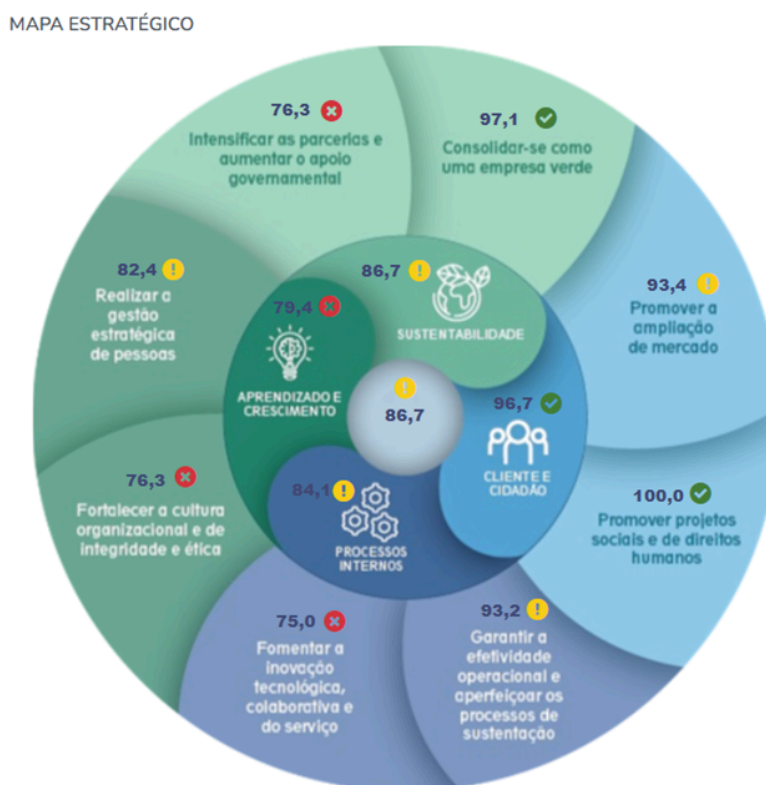 MAPA ESTRATÉGICO
76,3
Intensificar as parcerias e
aumentar o apoio
governamental
97,1
Consolidar-se como
uma empresa verde
82,4
Realizar a
gestão
estratégica
de pessoas
93,4
Promover a
ampliação
de mercado
86,7
SUSTENTABILIDADE
79,4
APRENDIZADO E
CRESCIMENTO
86,7
96,7
CLIENTE E
CIDADÃO
84,1
PROCESSOS
INTERNOS
76,3
Fortalecer a cultura
organizacional e de
integridade e ética
100,0
Promover projetos
sociais e de direitos
humanos
75,0
Fomentar a
inovação
tecnológica,
colaborativa e
do serviço
93,2
Garantir a
efetividade
operacional e
aperfeiçoar os
processos de
sustentação